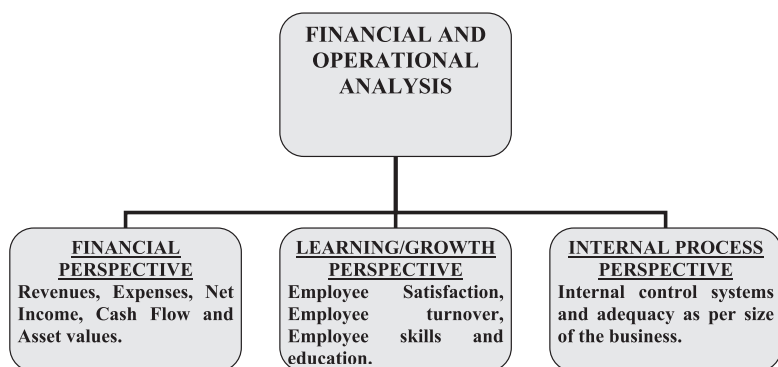 FINANCIAL AND
OPERATIONAL
ANALYSIS
FINANCIAL
PERSPECTIVE
Revenues, Expenses, Net
Income, Cash Flow and
Asset values.
LEARNING/GROWTH
PERSPECTIVE
Employee Satisfaction,
Employee turnover,
Employee skills and
education.
INTERNAL PROCESS
PERSPECTIVE
Internal control systems
and adequacy as per size
of the business.